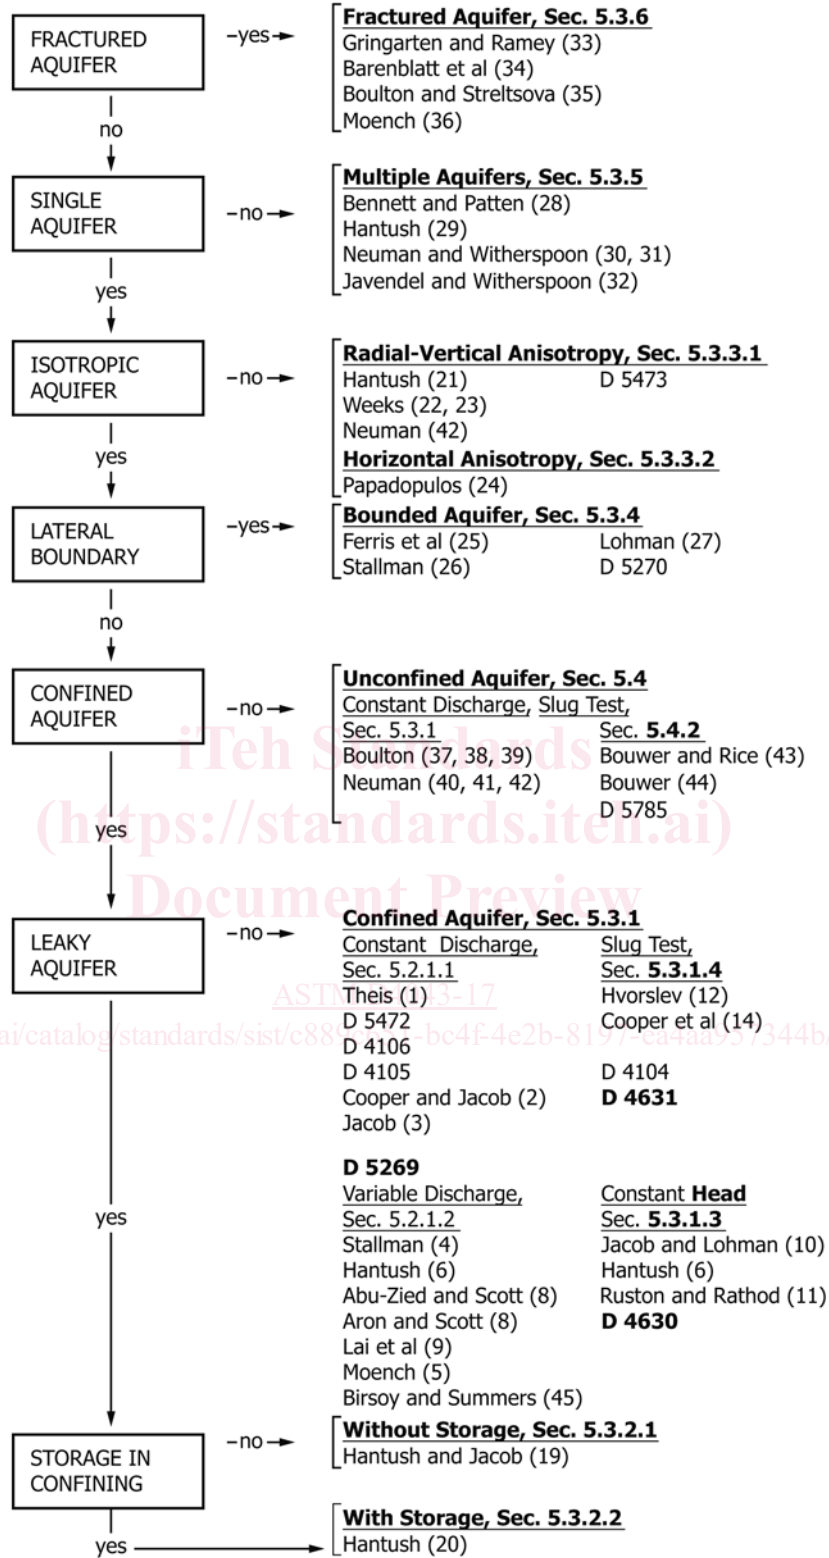 FRACTURED
AQUIFER
–yes
Fractured Aquifer, Sec. 5.3.6
Gringarten and Ramey (33)
Barenblatt et al (34)
Boulton and Streltsova (35)
Moench (36)
no
SINGLE
AQUIFER
–no
Multiple Aquifers, Sec. 5.3.5
Bennett and Patten (28)
Hantush (29)
Neuman and Witherspoon (30, 31)
Javendel and Witherspoon (32)
yes
ISOTROPIC
AQUIFER
–no
Radial-Vertical Anisotropy, Sec. 5.3.3.1
Hantush (21) D 5473
Weeks (22, 23)
Neuman (42)
Horizontal Anisotropy, Sec. 5.3.3.2
Papadopulos (24)
yes
LATERAL
BOUNDARY
–yes
Bounded Aquifer, Sec. 5.3.4
Ferris et al (25) Lohman (27)
Stallman (26) D 5270
no
CONFINED
AQUIFER
–no
Unconfined Aquifer, Sec. 5.4
Constant Discharge, Slug Test,
Sec. 5.3.1 Sec. 5.4.2
Boulton (37, 38, 39) Bouwer and Rice (43)
Neuman (40, 41, 42) Bouwer (44)
D 5785
iTeh Standards
(https://standards.iteh.ai)
Document Preview
yes
LEAKY
AQUIFER
–no
Confined Aquifer, Sec. 5.3.1
Constant Discharge, Slug Test,
Sec. 5.2.1.1 Sec. 5.3.1.4
Theis (1) Hvorslev (12)
D 5472 Cooper et al (14)
D 4106
D 4105 D 4104
Cooper and Jacob (2) D 4631
Jacob (3)
D 5269
Variable Discharge, Constant Head
Sec. 5.2.1.2 Sec. 5.3.1.3
Stallman (4) Jacob and Lohman (10)
Hantush (6) Hantush (6)
Abu-Zied and Scott (8) Ruston and Rathod (11)
Aron and Scott (8) D 4630
Lai et al (9)
Moench (5)
Birsoy and Summers (45)
yes
STORAGE IN
CONFINING
–no
Without Storage, Sec. 5.3.2.1
Hantush and Jacob (19)
yes
With Storage, Sec. 5.3.2.2
Hantush (20)